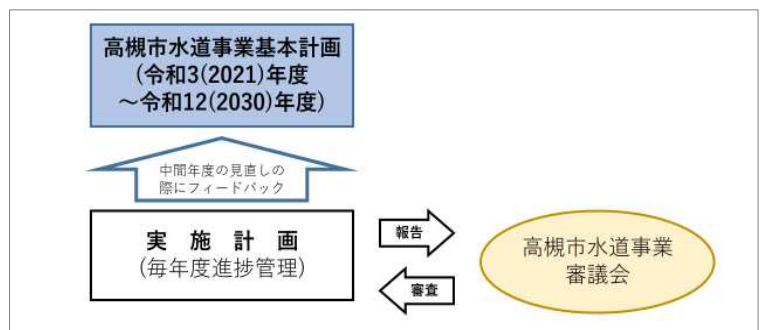 高槻市水道事業基本計画
(令和3(2021)年度
～令和12(2030)年度)
中間年度の見直しの
際にフィードバック
実 施 計 画
(毎年度進捗管理)
報告
審査
高槻市水道事業
審議会